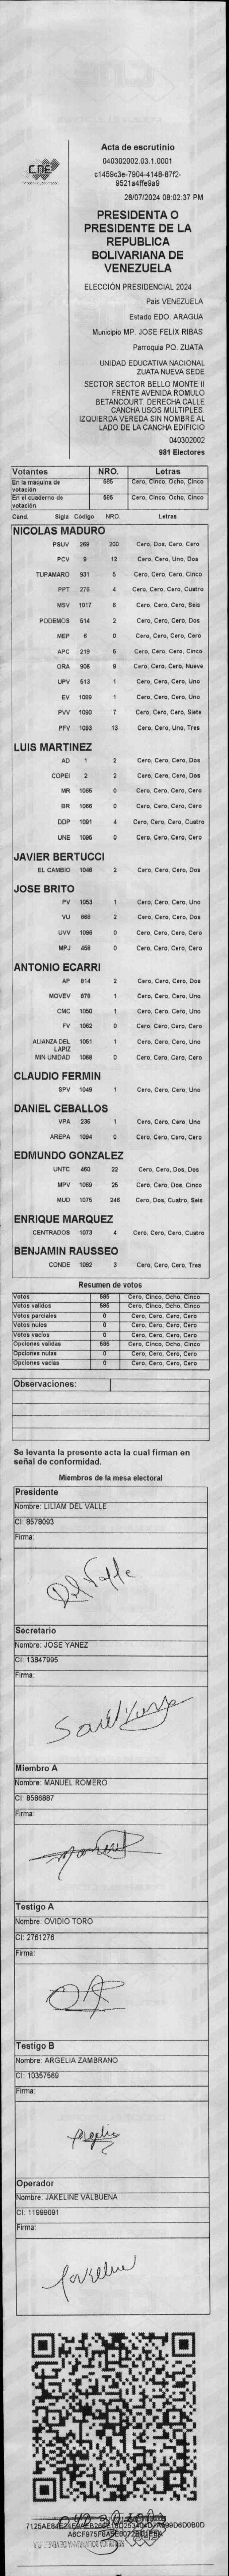 CNE
Acta de escrutinio
040302002.03.1.0001
c1459c3e-7904-4148-87f2-
9521a4ffe9a9
28/07/2024 08:02:37 PM
PRESIDENTA O
PRESIDENTE DE LA
REPUBLICA
BOLIVARIANA DE
VENEZUELA
ELECCIÓN PRESIDENCIAL 2024
Pais VENEZUELA
Estado EDO. ARAGUA
Municipio MP. JOSE FELIX RIBAS
Parroquia PQ. ZUATA
UNIDAD EDUCATIVA NACIONAL
ZUATA NUEVA SEDE
SECTOR SECTOR BELLO MONTE II
FRENTE AVENIDA ROMULO
BETANCOURT. DERECHA CALLE
CANCHA USOS MULTIPLES.
IZQUIERDA VEREDA SIN NOMBRE AL
LADO DE LA CANCHA EDIFICIO
040302002
981 Electores
Votantes NRO. Letras
En la máquina de votación 585 Cero, Cinco, Ocho, Cinco
En el cuaderno de votación 585 Cero, Cinco, Ocho, Cinco
Cand. Sigla Código NRO. Letras
NICOLAS MADURO
PSUV 269 200 Cero, Dos, Cero, Cero
PCV 9 12 Cero, Cero, Uno, Dos
TUPAMARO 931 5 Cero, Cero, Cero, Cinco
PPT 275 4 Cero, Cero, Cero, Cuatro
MSV 1017 6 Cero, Cero, Cero, Seis
PODEMOS 514 2 Cero, Cero, Cero, Dos
MEP 6 0 Cero, Cero, Cero, Cero
APC 219 5 Cero, Cero, Cero, Cinco
ORA 906 9 Cero, Cero, Cero, Nueve
UPV 513 1 Cero, Cero, Cero, Uno
EV 1089 1 Cero, Cero, Cero, Uno
PVV 1090 7 Cero, Cero, Cero, Siete
PFV 1093 13 Cero, Cero, Uno, Tres
LUIS MARTINEZ
AD 1 2 Cero, Cero, Cero, Dos
COPEI 2 2 Cero, Cero, Cero, Dos
MR 1065 0 Cero, Cero, Cero, Cero
BR 1066 0 Cero, Cero, Cero, Cero
DDP 1091 4 Cero, Cero, Cero, Cuatro
UNE 1095 0 Cero, Cero, Cero, Cero
JAVIER BERTUCCI
EL CAMBIO 1048 2 Cero, Cero, Cero, Dos
JOSE BRITO
PV 1053 1 Cero, Cero, Cero, Uno
VU 868 2 Cero, Cero, Cero, Dos
UVV 1096 0 Cero, Cero, Cero, Cero
MPJ 458 0 Cero, Cero, Cero, Cero
ANTONIO ECARRI
AP 814 2 Cero, Cero, Cero, Dos
MOVEV 876 1 Cero, Cero, Cero, Uno
CMC 1050 1 Cero, Cero, Cero, Uno
FV 1062 0 Cero, Cero, Cero, Cero
ALIANZA DEL LAPIZ 1051 1 Cero, Cero, Cero, Uno
MIN UNIDAD 1068 0 Cero, Cero, Cero, Cero
CLAUDIO FERMIN
SPV 1049 1 Cero, Cero, Cero, Uno
DANIEL CEBALLOS
VPA 236 1 Cero, Cero, Cero, Uno
AREPA 1094 0 Cero, Cero, Cero, Cero
EDMUNDO GONZALEZ
UNTC 460 22 Cero, Cero, Dos, Dos
MPV 1069 25 Cero, Cero, Dos, Cinco
MUD 1075 246 Cero, Dos, Cuatro, Seis
ENRIQUE MARQUEZ
CENTRADOS 1073 4 Cero, Cero, Cero, Cuatro
BENJAMIN RAUSSEO
CONDE 1092 3 Cero, Cero, Cero, Tres
Resumen de votos
Votos 585 Cero, Cinco, Ocho, Cinco
Votos validos 585 Cero, Cinco, Ocho, Cinco
Votos parciales 0 Cero, Cero, Cero, Cero
Votos nulos 0 Cero, Cero, Cero, Cero
Votos vacios 0 Cero, Cero, Cero, Cero
Opciones validas 585 Cero, Cinco, Ocho, Cinco
Opciones nulas 0 Cero, Cero, Cero, Cero
Opciones vacias 0 Cero, Cero, Cero, Cero
Observaciones:
Se levanta la presente acta la cual firman en
señal de conformidad.
Miembros de la mesa electoral
Presidente
Nombre: LILIAM DEL VALLE
CI: 8578093
Firma:
Del Valle
Secretario
Nombre: JOSE YANEZ
CI: 13847995
Firma:
Miembro A
Nombre: MANUEL ROMERO
CI: 8586887
Firma:
Testigo A
Nombre: OVIDIO TORO
CI: 2761276
Firma:
Testigo B
Nombre: ARGELIA ZAMBRANO
CI: 10357569
Firma:
Argelia
Operador
Nombre: JAKELINE VALBUENA
CI: 11999091
Firma: